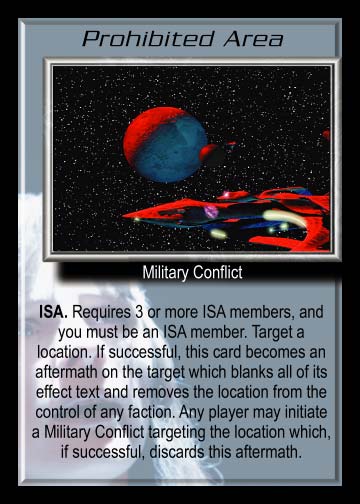 Prohibited Area
Military Conflict
ISA. Requires 3 or more ISA members, and
you must be an ISA member. Target a
location. If successful, this card becomes an
aftermath on the target which blanks all of its
effect text and removes the location from the
control of any faction. Any player may initiate
a Military Conflict targeting the location which,
if successful, discards this aftermath.